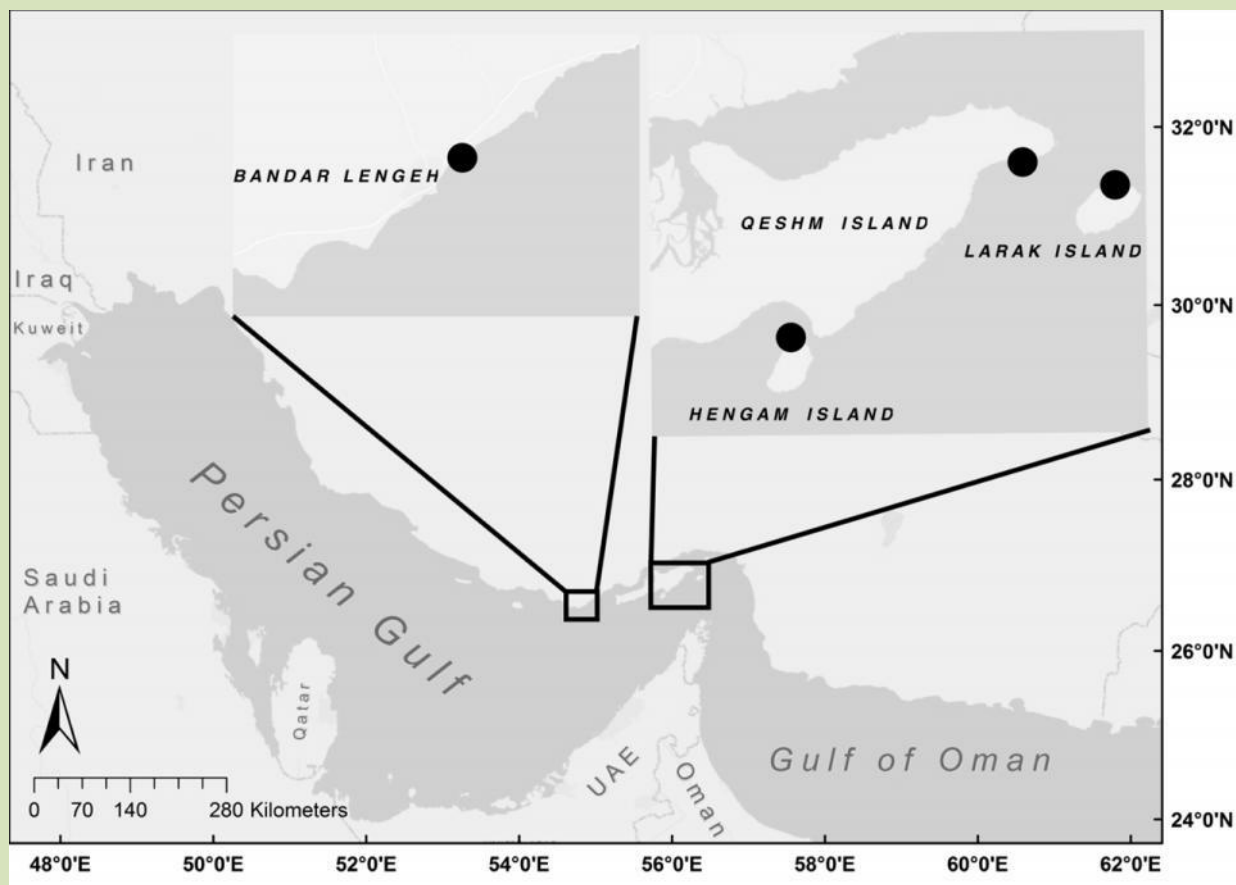 Iran
BANDAR LENGEH
QESHM ISLAND
LARAK ISLAND
HENGAM ISLAND
Iraq
Kuweit
Persian Gulf
Saudi
Arabia
Qatar
UAE
Oman
Gulf of Oman
N
0 70 140 280 Kilometers
32°0'N
30°0'N
28°0'N
26°0'N
24°0'N
48°0'E 50°0'E 52°0'E 54°0'E 56°0'E 58°0'E 60°0'E 62°0'E